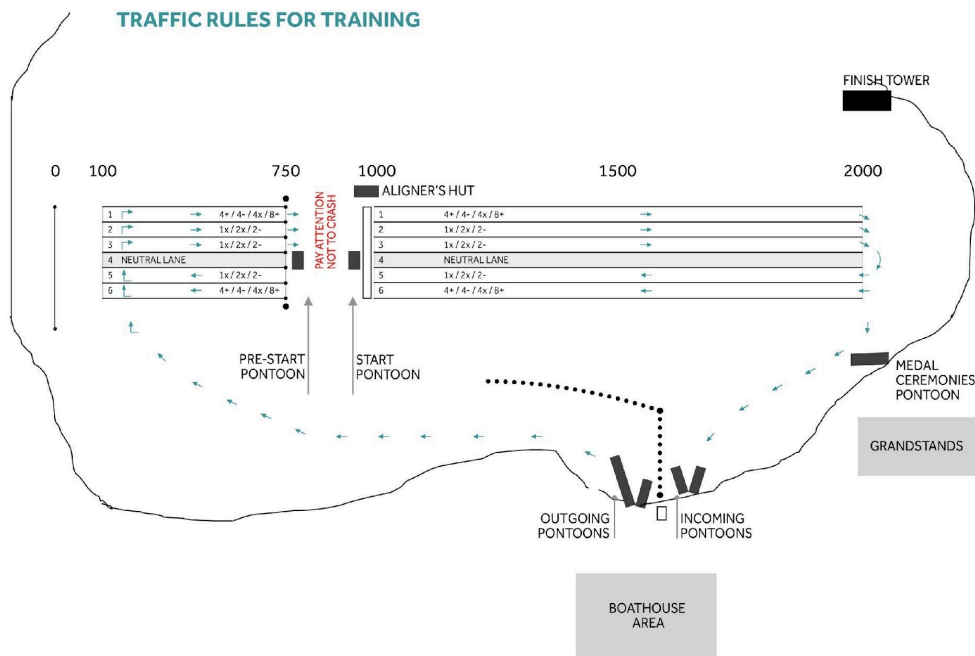 TRAFFIC RULES FOR TRAINING
FINISH TOWER
0 100 750 1000 1500 2000
ALIGNER'S HUT
PAY ATTENTION
NOT TO CRASH
1 4+ / 4- / 4x / 8+
2 1x / 2x / 2-
3 1x / 2x / 2-
4 NEUTRAL LANE
5 1x / 2x / 2-
6 4+ / 4- / 4x / 8+
1 4+ / 4- / 4x / 8+
2 1x / 2x / 2-
3 1x / 2x / 2-
4 NEUTRAL LANE
5 1x / 2x / 2-
6 4+ / 4- / 4x / 8+
PRE-START
PONTOON
START
PONTOON
MEDAL
CEREMONIES
PONTOON
GRANDSTANDS
OUTGOING
PONTOONS
INCOMING
PONTOONS
BOATHOUSE
AREA